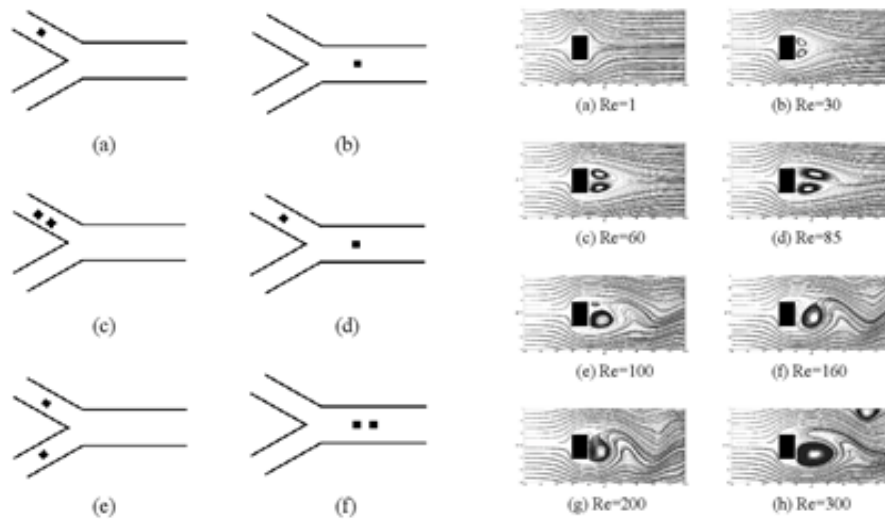 (a)
(b)
(c)
(d)
(e)
(f)
(a) Re=1
(b) Re=30
(c) Re=60
(d) Re=85
(e) Re=100
(f) Re=160
(g) Re=200
(h) Re=300